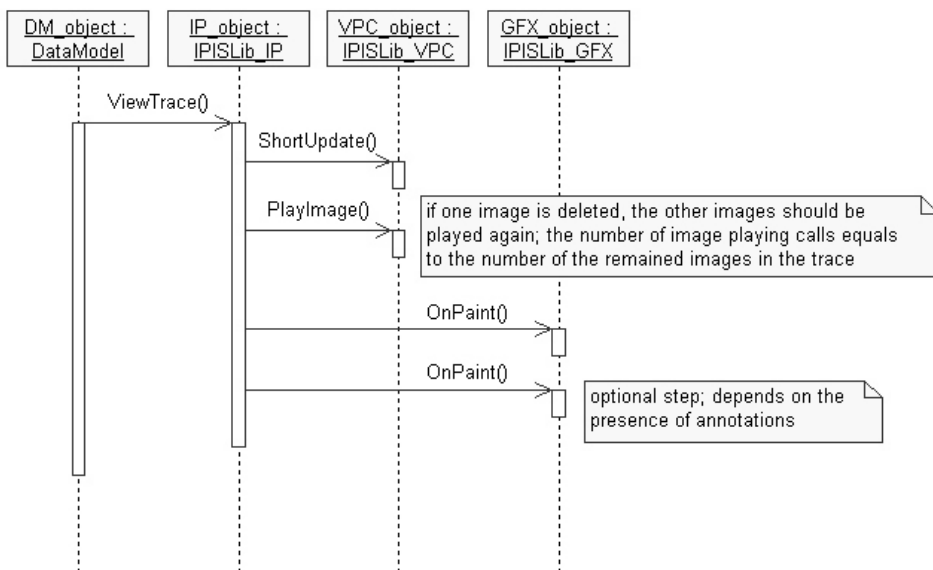 DM_object :
DataModel
IP_object :
IPISLib_IP
VPC_object :
IPISLib_VPC
GFX_object :
IPISLib_GFX
ViewTrace()
ShortUpdate()
PlayImage()
if one image is deleted, the other images should be
played again; the number of image playing calls equals
to the number of the remained images in the trace
OnPaint()
OnPaint()
optional step; depends on the
presence of annotations